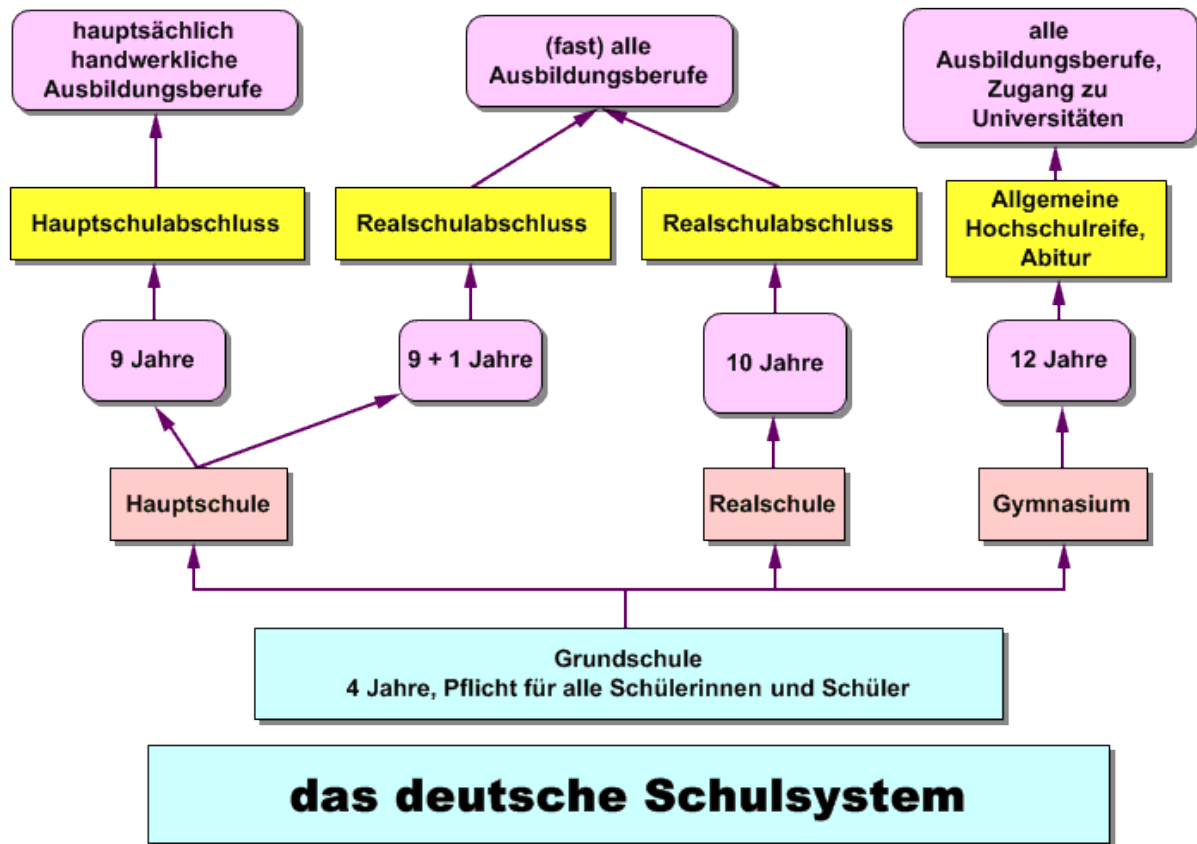 hauptsächlich
handwerkliche
Ausbildungsberufe
(fast) alle
Ausbildungsberufe
alle
Ausbildungsberufe,
Zugang zu
Universitäten
Hauptschulabschluss
Realschulabschluss
Realschulabschluss
Allgemeine
Hochschulreife,
Abitur
9 Jahre
9 + 1 Jahre
10 Jahre
12 Jahre
Hauptschule
Realschule
Gymnasium
Grundschule
4 Jahre, Pflicht für alle Schülerinnen und Schüler
das deutsche Schulsystem